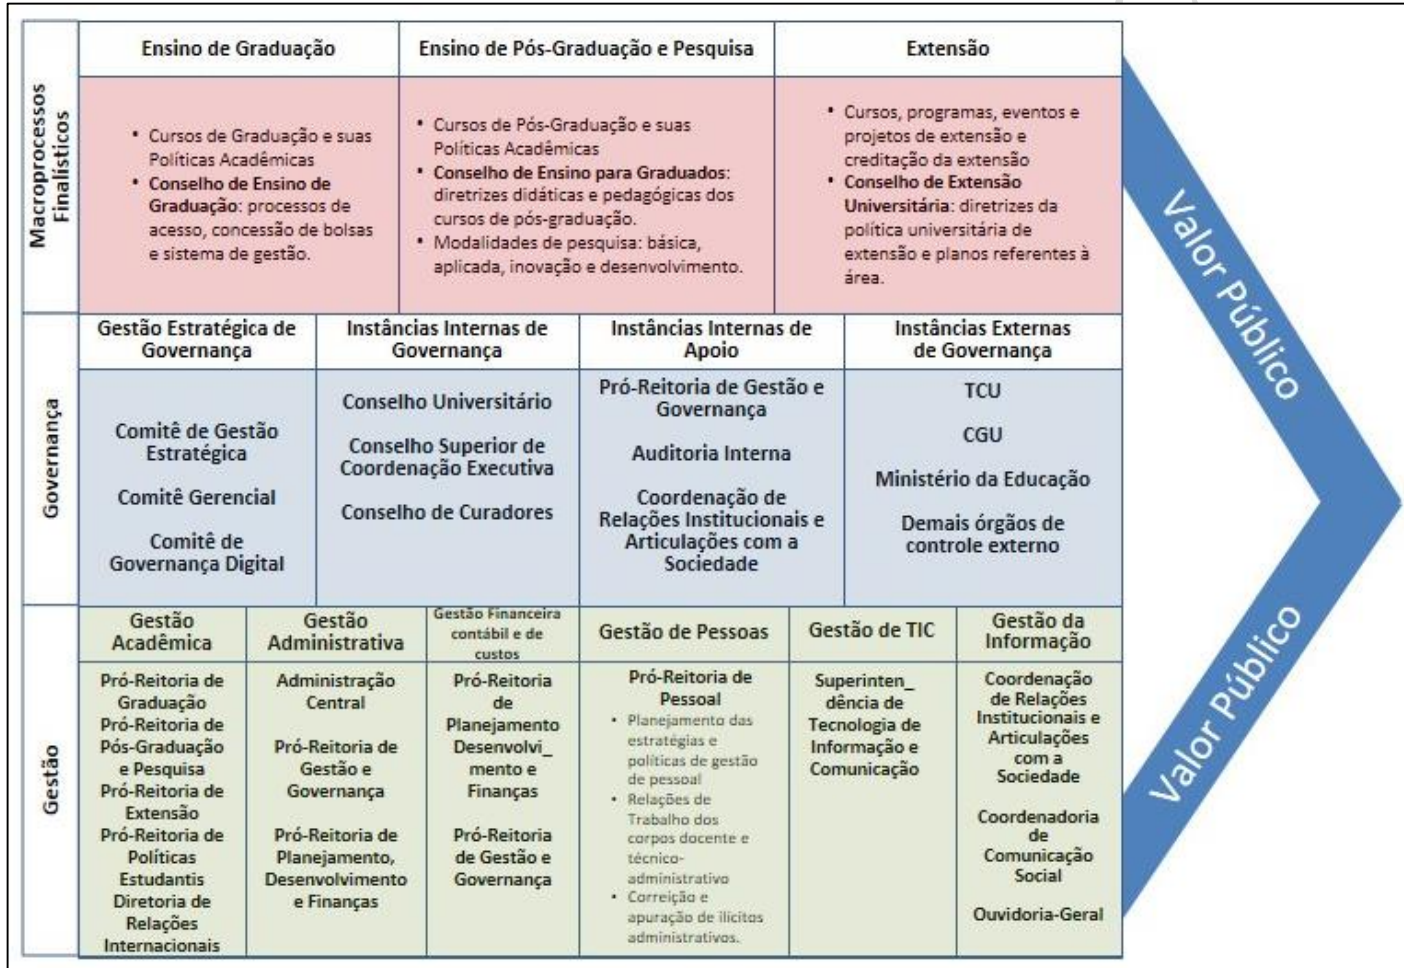 Macroprocessos
Finalísticos
Ensino de Graduação
Ensino de Pós-Graduação e Pesquisa
Extensão
• Cursos de Graduação e suas
Políticas Acadêmicas
• Conselho de Ensino de
Graduação: processos de
acesso, concessão de bolsas
e sistema de gestão.
• Cursos de Pós-Graduação e suas
Políticas Acadêmicas
• Conselho de Ensino para Graduados:
diretrizes didáticas e pedagógicas dos
cursos de pós-graduação.
• Modalidades de pesquisa: básica,
aplicada, inovação e desenvolvimento.
• Cursos, programas, eventos e
projetos de extensão e
creditação da extensão
• Conselho de Extensão
Universitária: diretrizes da
política universitária de
extensão e planos referentes à
área.
Governança
Gestão Estratégica de
Governança
Instâncias Internas de
Governança
Instâncias Internas de
Apoio
Instâncias Externas
de Governança
Comitê de Gestão
Estratégica
Comitê Gerencial
Comitê de
Governança Digital
Conselho Universitário
Conselho Superior de
Coordenação Executiva
Conselho de Curadores
Pró-Reitoria de Gestão e
Governança
Auditoria Interna
Coordenação de
Relações Institucionais e
Articulações com a
Sociedade
TCU
CGU
Ministério da Educação
Demais órgãos de
controle externo
Gestão
Gestão
Acadêmica
Gestão
Administrativa
Gestão Financeira
contábil e de
custos
Gestão de Pessoas
Gestão de TIC
Gestão da
Informação
Pró-Reitoria de
Graduação
Pró-Reitoria de
Pós-Graduação
e Pesquisa
Pró-Reitoria de
Extensão
Pró-Reitoria de
Políticas
Estudantis
Diretoria de
Relações
Internacionais
Administração
Central
Pró-Reitoria de
Gestão e
Governança
Pró-Reitoria de
Planejamento,
Desenvolvimento
e Finanças
Pró-Reitoria
de
Planejamento
Desenvolvi_
mento e
Finanças
Pró-Reitoria
de Gestão e
Governança
Pró-Reitoria de
Pessoal
• Planejamento das
estratégias e
políticas de gestão
de pessoal
• Relações de
Trabalho dos
corpos docente e
técnico-
administrativo
• Correição e
apuração de ilícitos
administrativos.
Superinten_
dência de
Tecnologia de
Informação e
Comunicação
Coordenação
de Relações
Institucionais e
Articulações
com a
Sociedade
Coordenadoria
de
Comunicação
Social
Ouvidoria-Geral
Valor Público
Valor Público